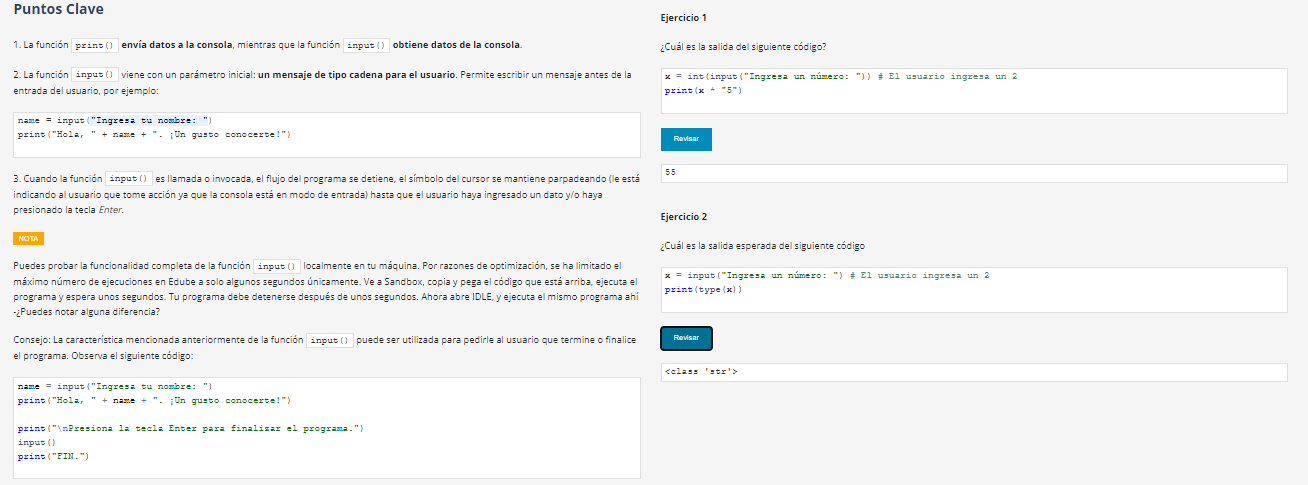 Puntos Clave
1. La función print() envía datos a la consola, mientras que la función input() obtiene datos de la consola.
2. La función input() viene con un parámetro inicial: un mensaje de tipo cadena para el usuario. Permite escribir un mensaje antes de la
entrada del usuario, por ejemplo:
name = input("Ingresa tu nombre: ")
print("Hola, " + name + ". ¡Un gusto conocerte!")
3. Cuando la función input() es llamada o invocada, el flujo del programa se detiene, el símbolo del cursor se mantiene parpadeando (le está
indicando al usuario que tome acción ya que la consola está en modo de entrada) hasta que el usuario haya ingresado un dato y/o haya
presionado la tecla Enter.
NOTA
Puedes probar la funcionalidad completa de la función input() localmente en tu máquina. Por razones de optimización, se ha limitado el
máximo número de ejecuciones en Edube a solo algunos segundos únicamente. Ve a Sandbox, copia y pega el código que está arriba, ejecuta el
programa y espera unos segundos. Tu programa debe detenerse después de unos segundos. Ahora abre IDLE, y ejecuta el mismo programa ahí
-¿Puedes notar alguna diferencia?
Consejo: La característica mencionada anteriormente de la función input() puede ser utilizada para pedirle al usuario que termine o finalice
el programa. Observa el siguiente código:
name = input("Ingresa tu nombre: ")
print("Hola, " + name + ". ¡Un gusto conocerte!")
print("\nPresiona la tecla Enter para finalizar el programa.")
input()
print("FIN.")
Ejercicio 1
¿Cuál es la salida del siguiente código?
x = int(input("Ingresa un número: ")) # El usuario ingresa un 2
print(x * "5")
Revisar
55
Ejercicio 2
¿Cuál es la salida esperada del siguiente código
x = input("Ingresa un número: ") # El usuario ingresa un 2
print(type(x))
Revisar
<class 'str'>